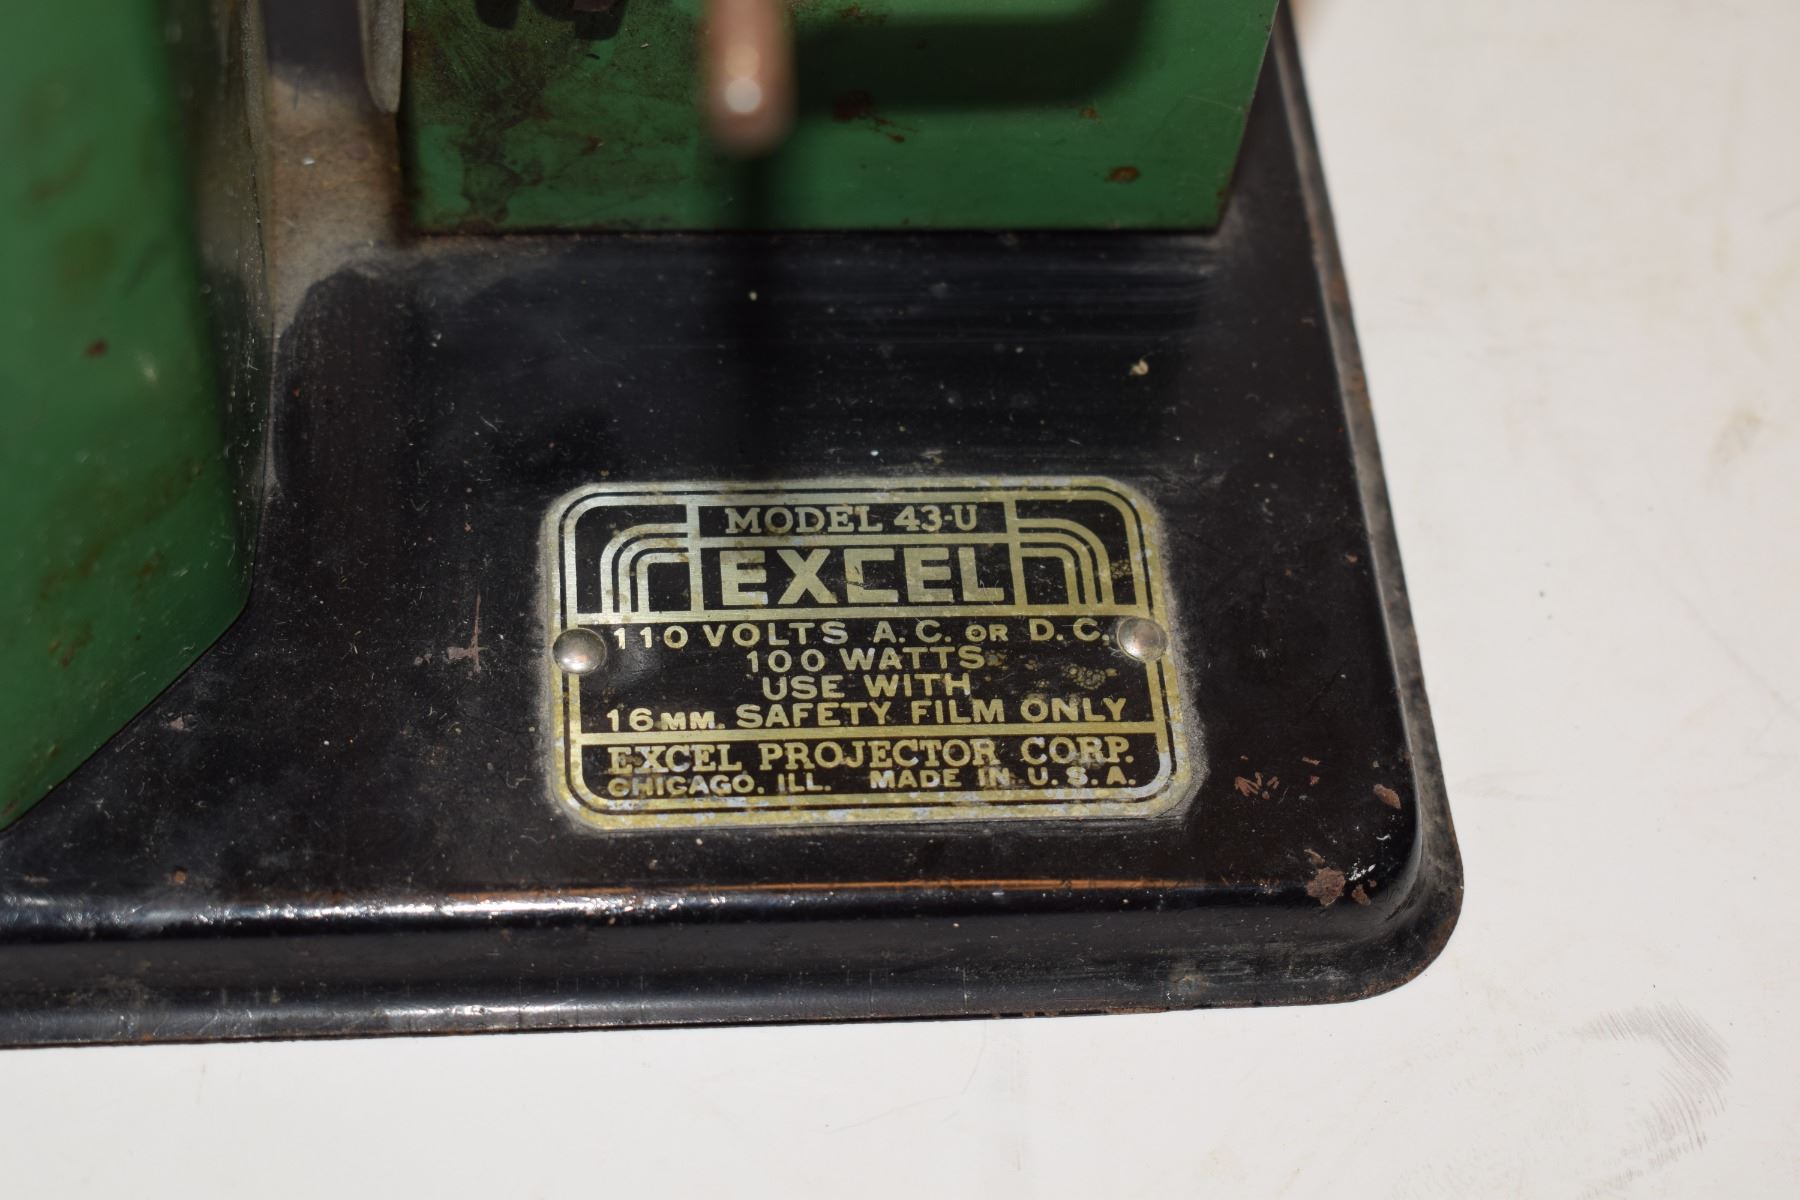 MODEL 43-U
EXCEL
110 VOLTS A.C. OR D.C.
100 WATTS
USE WITH
16 MM. SAFETY FILM ONLY
EXCEL PROJECTOR CORP.
CHICAGO, ILL. MADE IN U.S.A.